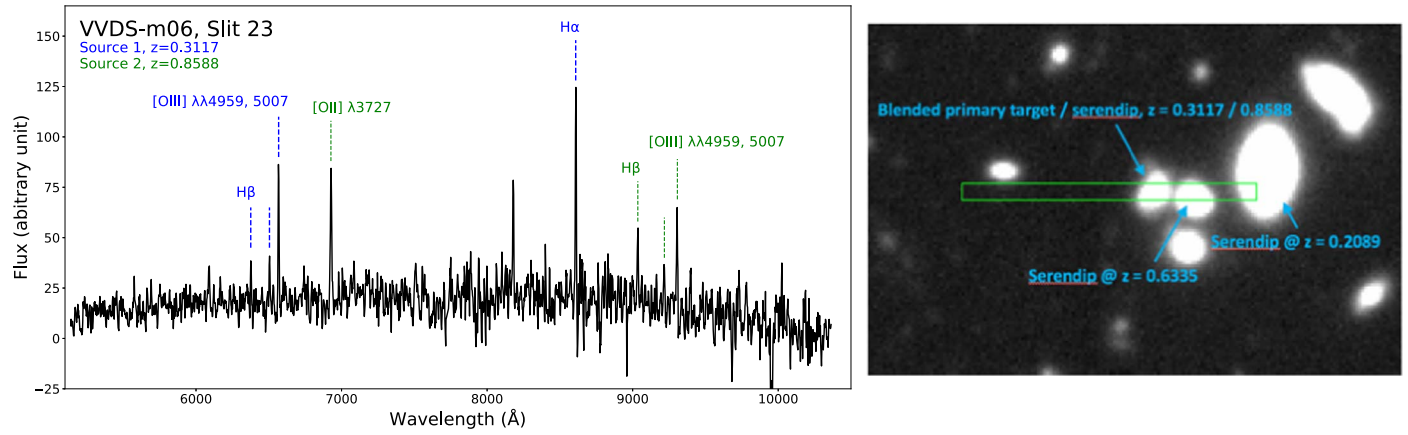 VVDS-m06, Slit 23
Source 1, z=0.3117
Source 2, z=0.8588
Hα
[OIII] λλ4959, 5007
[OII] λ3727
[OIII] λλ4959, 5007
Hβ
Hβ
150
125
100
75
50
25
0
−25
Flux (abitrary unit)
6000 7000 8000 9000 10000
Wavelength (Å)
Blended primary target / serendip, z = 0.3117 / 0.8588
Serendip @ z = 0.2089
Serendip @ z = 0.6335